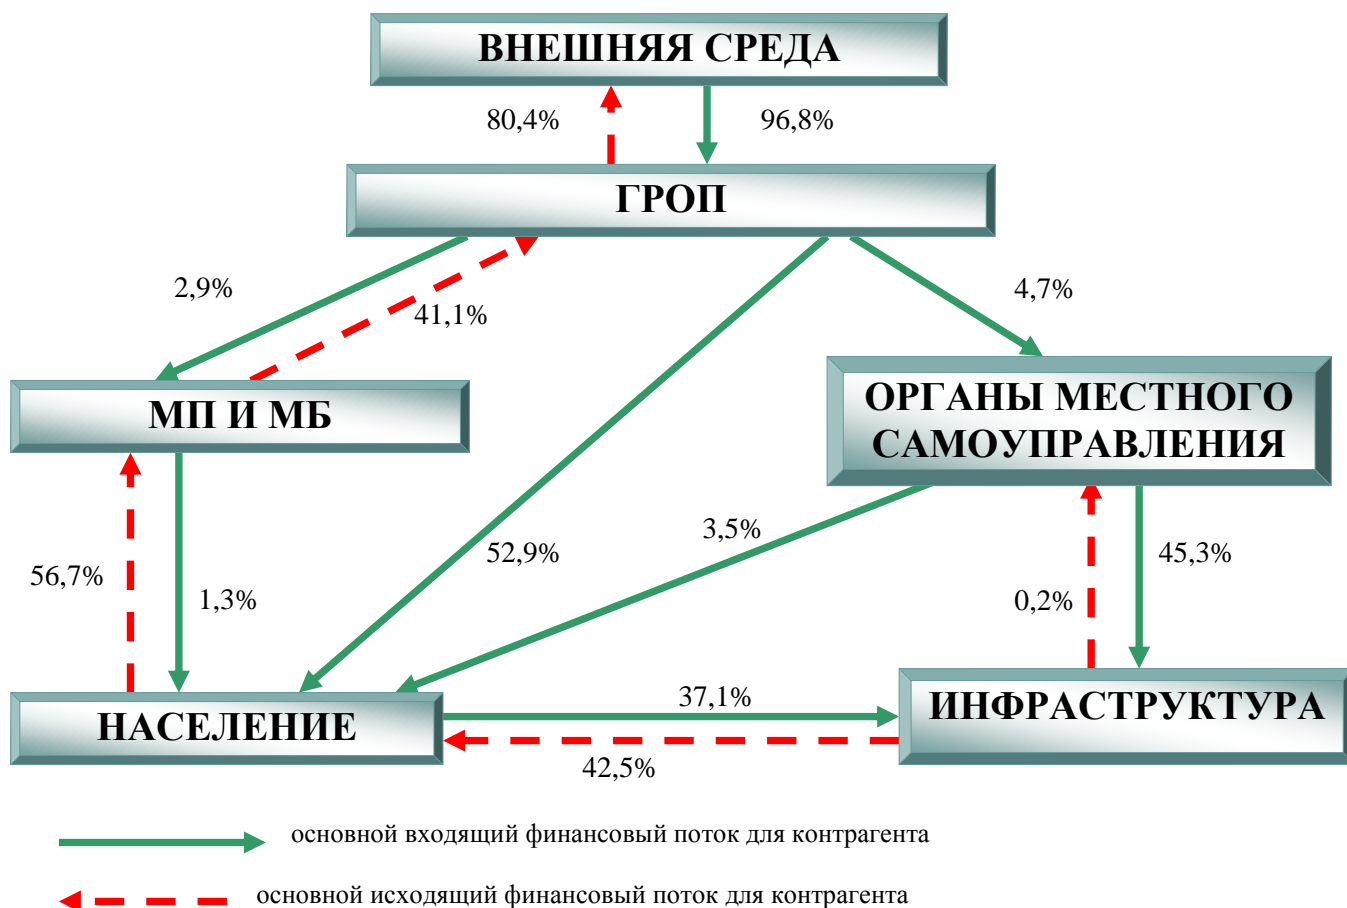 ВНЕШНЯЯ СРЕДА
80,4%
96,8%
ГРОП
2,9%
41,1%
4,7%
МП И МБ
ОРГАНЫ МЕСТНОГО
САМОУПРАВЛЕНИЯ
56,7%
1,3%
52,9%
3,5%
0,2%
45,3%
НАСЕЛЕНИЕ
37,1%
42,5%
ИНФРАСТРУКТУРА
основной входящий финансовый поток для контрагента
основной исходящий финансовый поток для контрагента